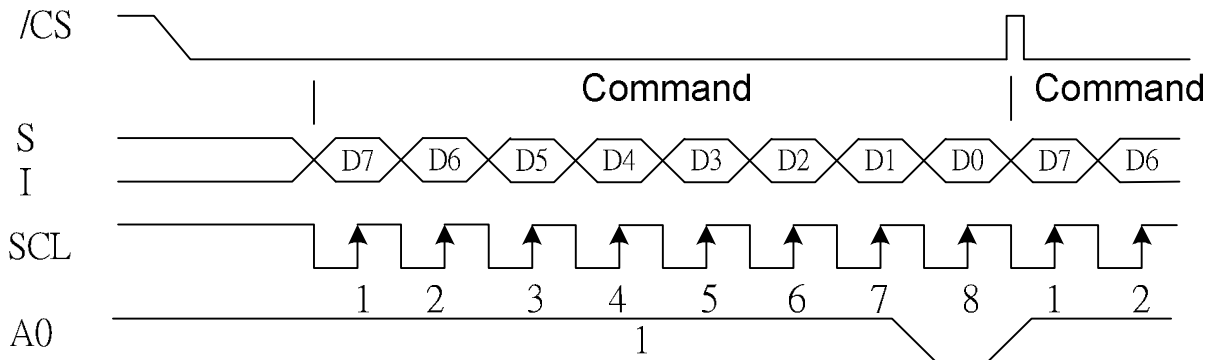 /CS
Command Command
S
I
D7 D6 D5 D4 D3 D2 D1 D0 D7 D6
SCL
1 2 3 4 5 6 7 8 1 2
A0
1